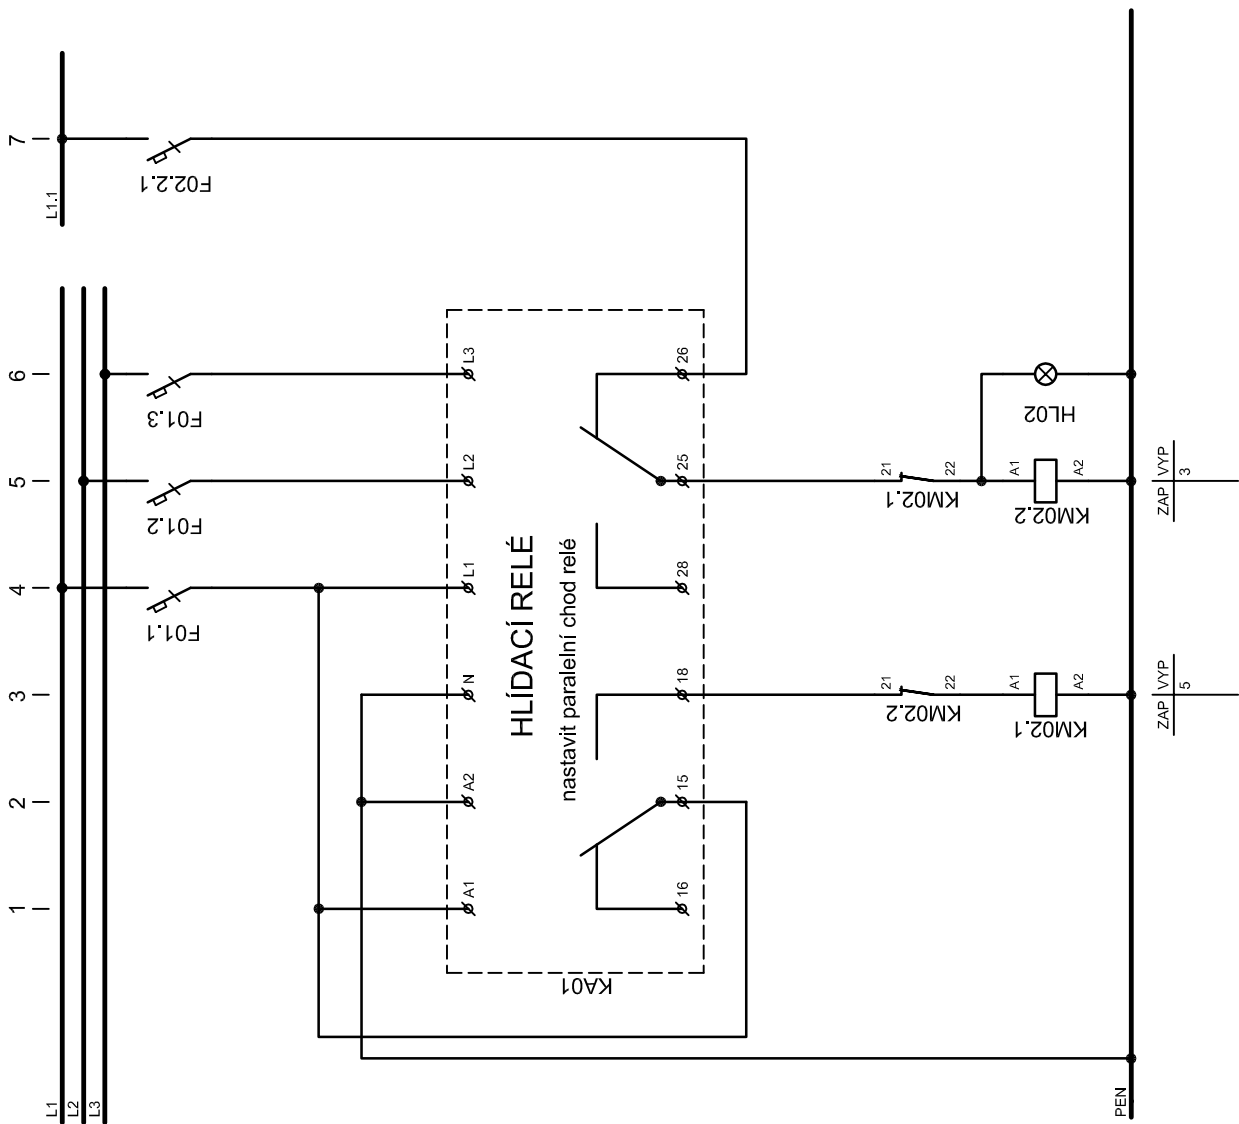 1
2
3
4
5
6
7
L1
L2
L3
L1.1
F01.1
F01.2
F01.3
F02.2.1
A1
A2
N
L1
L2
L3
HLÍDACÍ RELÉ
nastavit paralelní chod relé
16
15
18
28
25
26
KA01
21
KM02.2
22
21
KM02.1
22
A1
KM02.1
A2
A1
KM02.2
A2
HL02
PEN
ZAP VYP
5
ZAP VYP
3